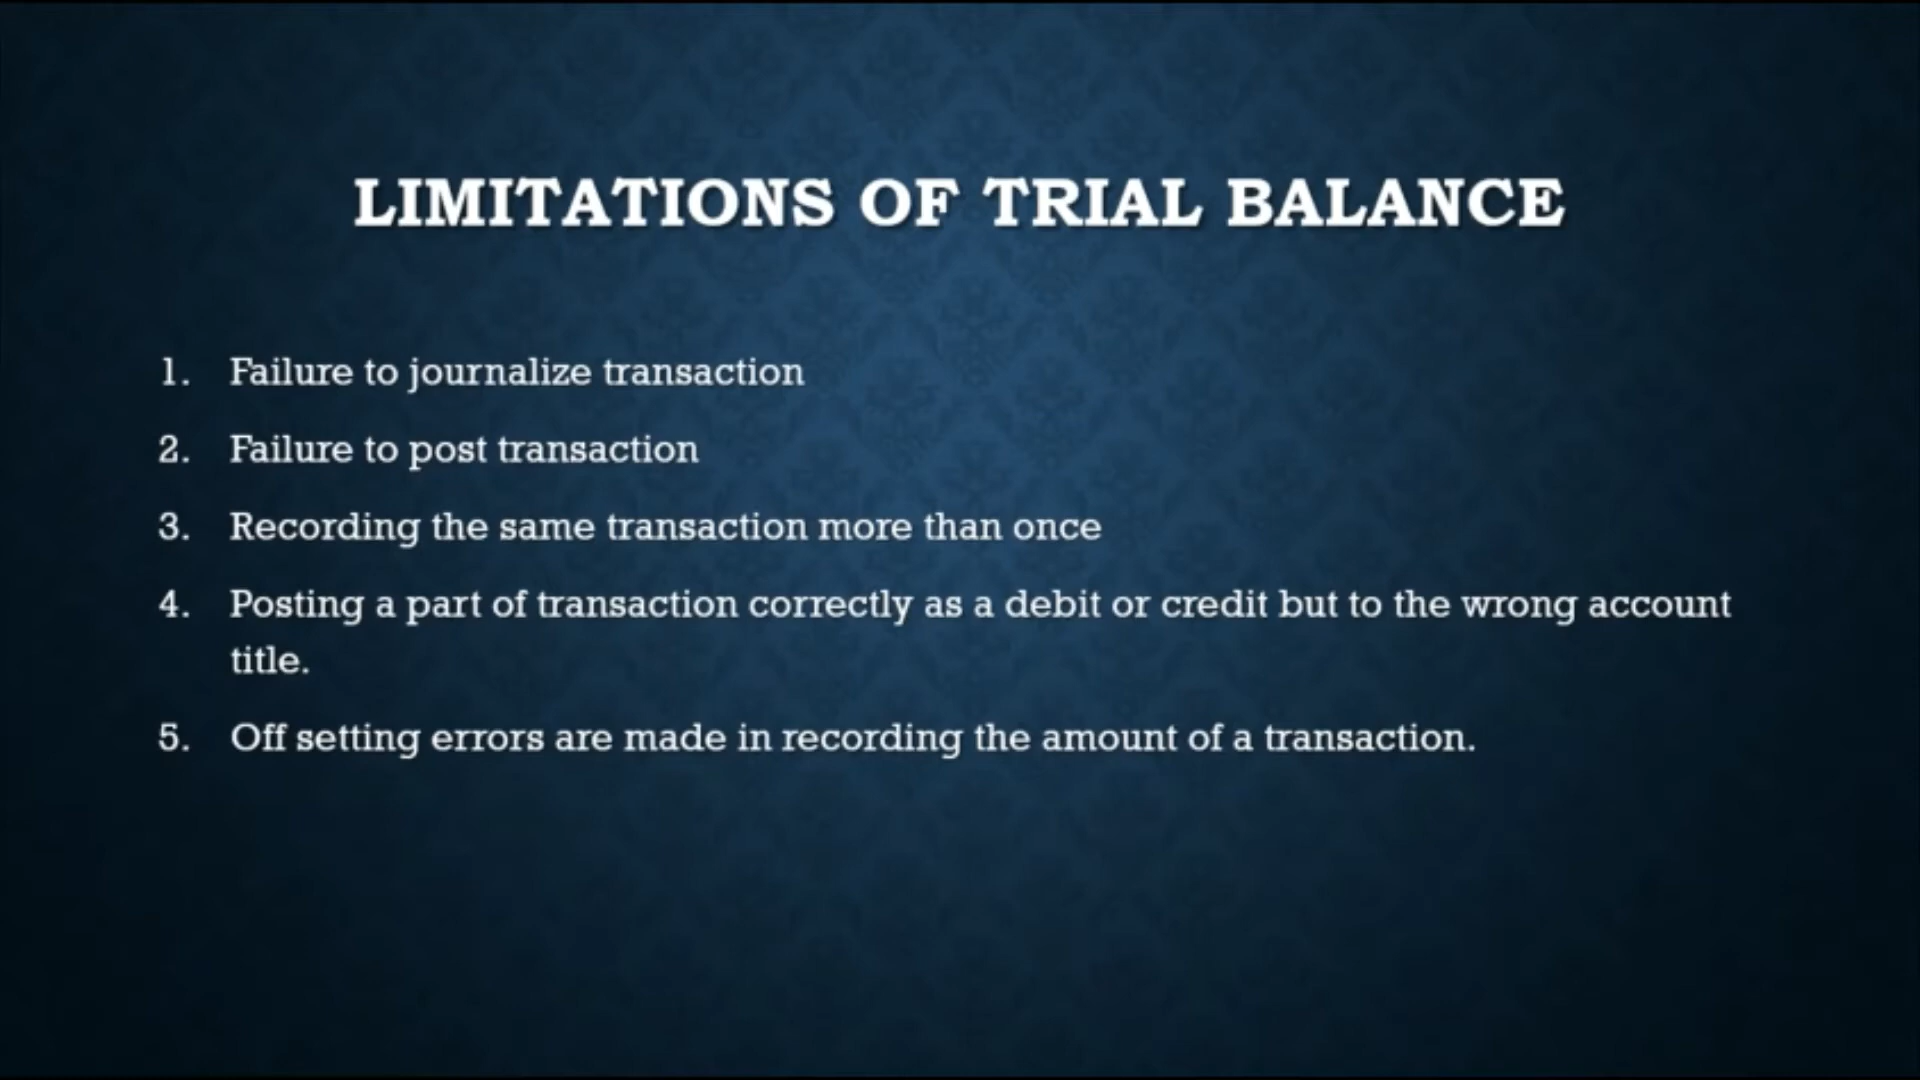 LIMITATIONS OF TRIAL BALANCE
1. Failure to journalize transaction
2. Failure to post transaction
3. Recording the same transaction more than once
4. Posting a part of transaction correctly as a debit or credit but to the wrong account
title.
5. Off setting errors are made in recording the amount of a transaction.